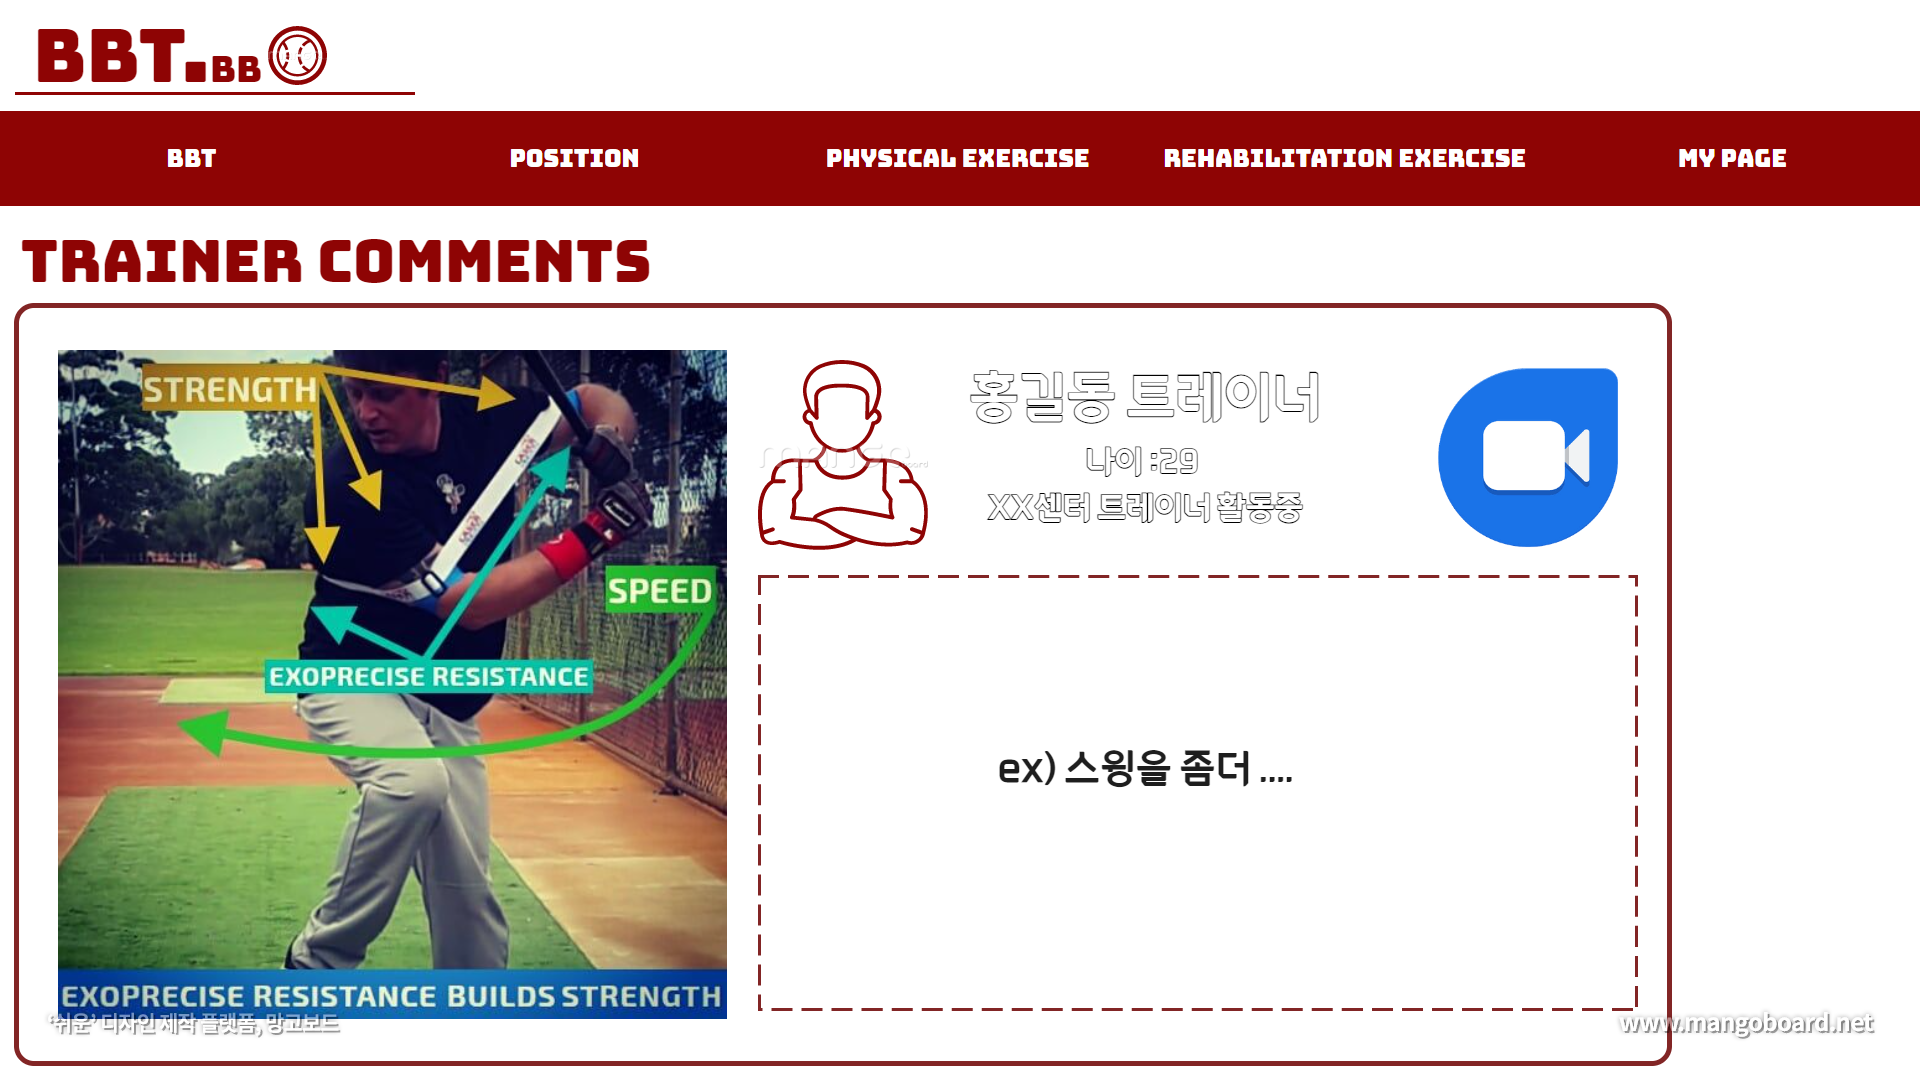 BBT.BB
BBT POSITION PHYSICAL EXERCISE REHABILITATION EXERCISE MY PAGE
TRAINER COMMENTS
STRENGTH
SPEED
EXOPRECISE RESISTANCE
EXOPRECISE RESISTANCE BUILDS STRENGTH
홍길동 트레이너
나이 :29
XX센터 트레이너 활동중
ex) 스윙을 좀더 ....
mango board
'쉬운' 디자인 제작 플랫폼, 망고보드
www.mangoboard.net